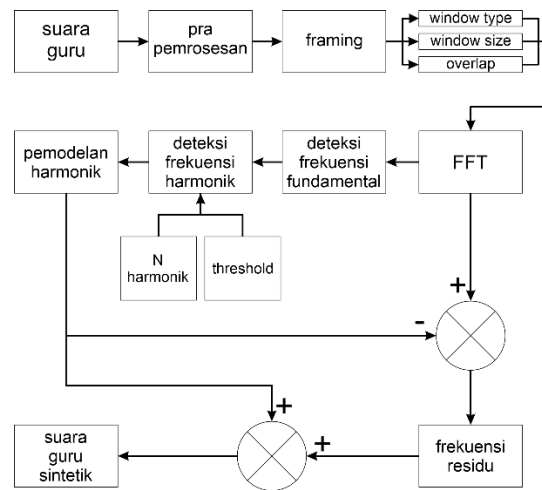 suara
guru
pra
pemrosesan
framing
window type
window size
overlap
pemodelan
harmonik
deteksi
frekuensi
harmonik
deteksi
frekuensi
fundamental
FFT
N
harmonik
threshold
+
-
+
+
suara
guru
sintetik
frekuensi
residu